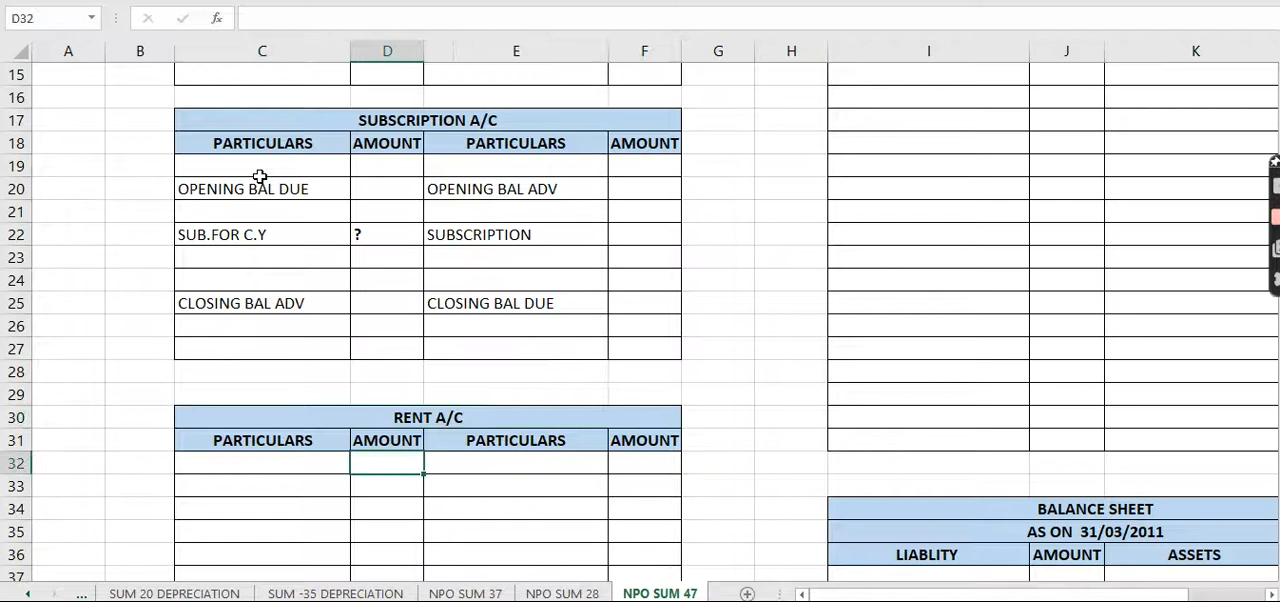 D32 fx
A B C D E F G H I J K
15
16
17 SUBSCRIPTION A/C
18 PARTICULARS AMOUNT PARTICULARS AMOUNT
19
20 OPENING BAL DUE OPENING BAL ADV
21
22 SUB.FOR C.Y ? SUBSCRIPTION
23
24
25 CLOSING BAL ADV CLOSING BAL DUE
26
27
28
29
30 RENT A/C
31 PARTICULARS AMOUNT PARTICULARS AMOUNT
32
33
34 BALANCE SHEET
35 AS ON 31/03/2011
36 LIABLITY AMOUNT ASSETS
37
... SUM 20 DEPRECIATION SUM -35 DEPRECIATION NPO SUM 37 NPO SUM 28 NPO SUM 47